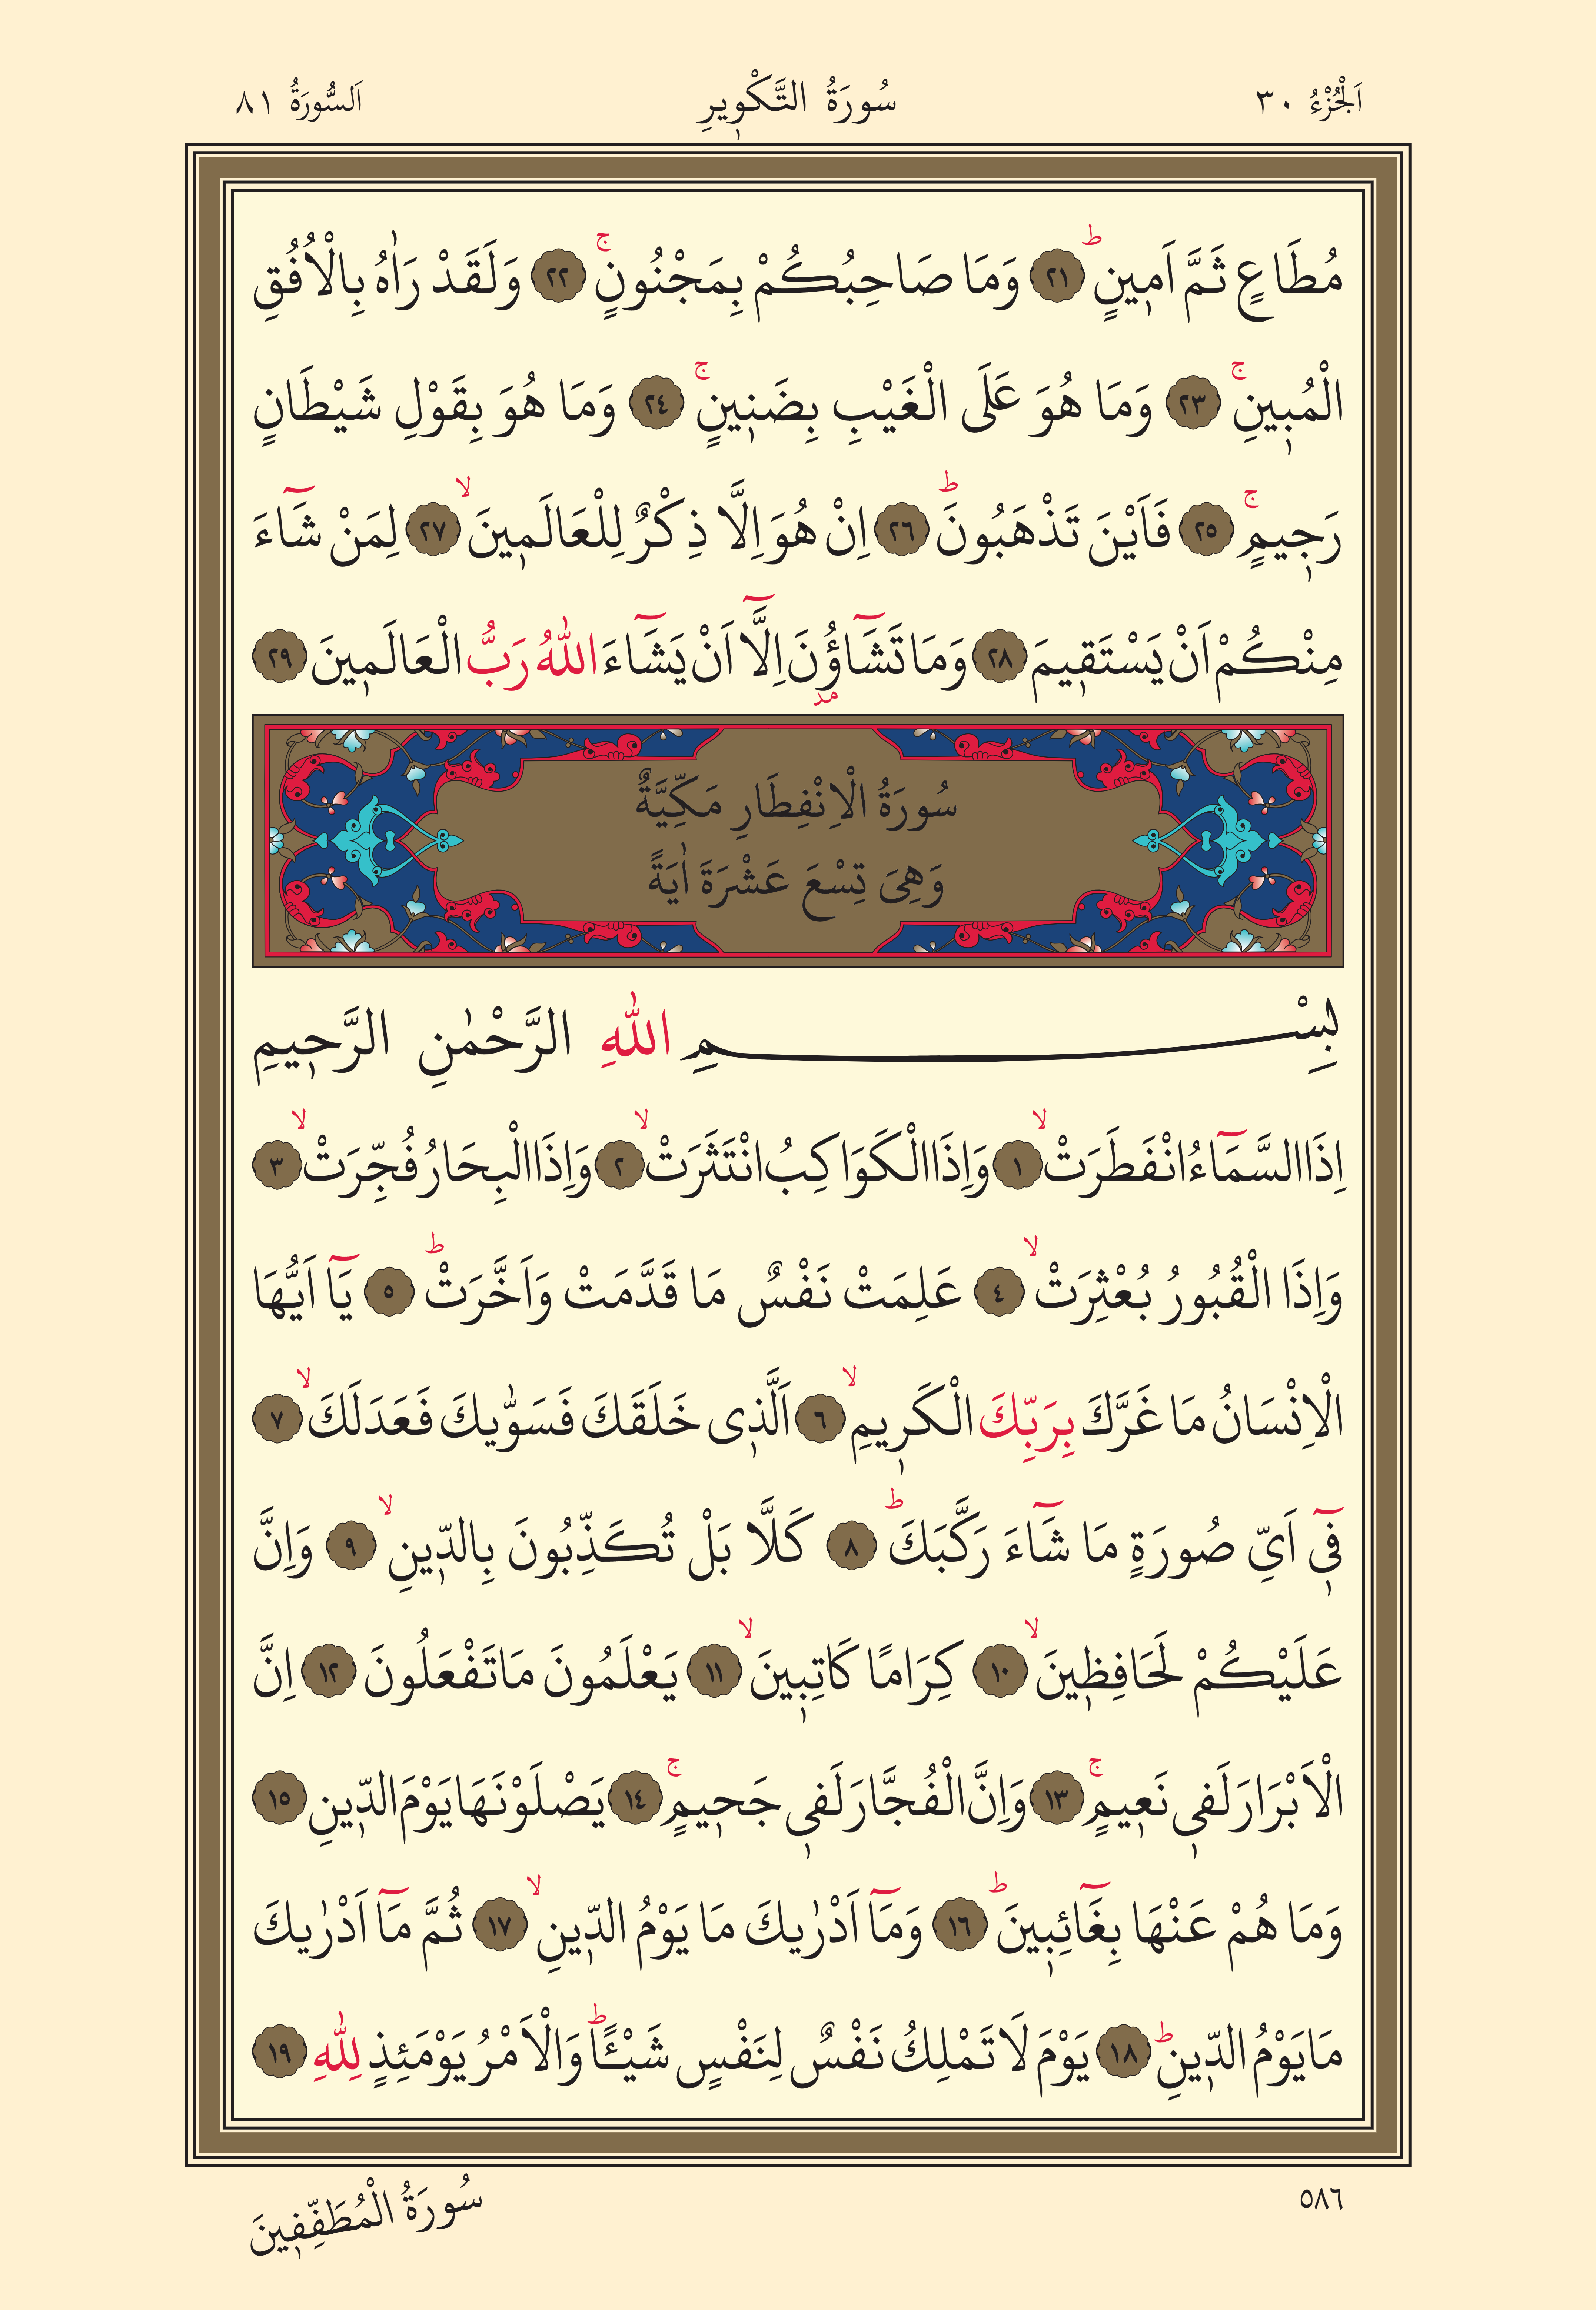 اَلْجُزْءُ ٣٠
سُورَةُ التَّكْوٖيرِ
اَلسُّورَةُ ٨١
مُطَاعٍ ثَمَّ اَمٖينٍۜ ٢١ وَمَا صَاحِبُكُمْ بِمَجْنُونٍۚ ٢٢ وَلَقَدْ رَاٰهُ بِالْاُفُقِ
الْمُبٖينِۚ ٢٣ وَمَا هُوَ عَلَى الْغَيْبِ بِضَنٖينٍۚ ٢٤ وَمَا هُوَ بِقَوْلِ شَيْطَانٍ
رَجٖيمٍۚ ٢٥ فَاَيْنَ تَذْهَبُونَۜ ٢٦ اِنْ هُوَ اِلَّا ذِكْرٌ لِلْعَالَمٖينَۙ ٢٧ لِمَنْ شَٓاءَ
مِنْكُمْ اَنْ يَسْتَقٖيمَ ٢٨ وَمَا تَشَٓاؤُ۫نَ اِلَّٓا اَنْ يَشَٓاءَ اللّٰهُ رَبُّ الْعَالَمٖينَ ٢٩
سُورَةُ الْاِنْفِطَارِ مَكِّيَّةٌ
وَهِىَ تِسْعَ عَشْرَةَ اٰيَةً
بِسْـــــمِ اللّٰهِ الرَّحْمٰنِ الرَّحٖيمِ
اِذَا السَّمَٓاءُ انْفَطَرَتْۙ ١ وَاِذَا الْكَوَاكِبُ انْتَثَرَتْۙ ٢ وَاِذَا الْبِحَارُ فُجِّرَتْۙ ٣
وَاِذَا الْقُبُورُ بُعْثِرَتْۙ ٤ عَلِمَتْ نَفْسٌ مَا قَدَّمَتْ وَاَخَّرَتْۜ ٥ يَٓا اَيُّهَا
الْاِنْسَانُ مَا غَرَّكَ بِرَبِّكَ الْكَرٖيمِۙ ٦ اَلَّذٖى خَلَقَكَ فَسَوّٰيكَ فَعَدَلَكَۙ ٧
فٖٓى اَىِّ صُورَةٍ مَا شَٓاءَ رَكَّبَكَۜ ٨ كَلَّا بَلْ تُكَذِّبُونَ بِالدّٖينِۙ ٩ وَاِنَّ
عَلَيْكُمْ لَحَافِظٖينَۙ ١٠ كِرَامًا كَاتِبٖينَۙ ١١ يَعْلَمُونَ مَا تَفْعَلُونَ ١٢ اِنَّ
الْاَبْرَارَ لَفٖى نَعٖيمٍۚ ١٣ وَاِنَّ الْفُجَّارَ لَفٖى جَحٖيمٍۚ ١٤ يَصْلَوْنَهَا يَوْمَ الدّٖينِ ١٥
وَمَا هُمْ عَنْهَا بِغَٓائِبٖينَۜ ١٦ وَمَٓا اَدْرٰيكَ مَا يَوْمُ الدّٖينِۙ ١٧ ثُمَّ مَٓا اَدْرٰيكَ
مَا يَوْمُ الدّٖينِۜ ١٨ يَوْمَ لَا تَمْلِكُ نَفْسٌ لِنَفْسٍ شَيْـًٔاۜ وَالْاَمْرُ يَوْمَئِذٍ لِلّٰهِ ١٩
٥٨٦
سُورَةُ الْمُطَفِّفٖينَ